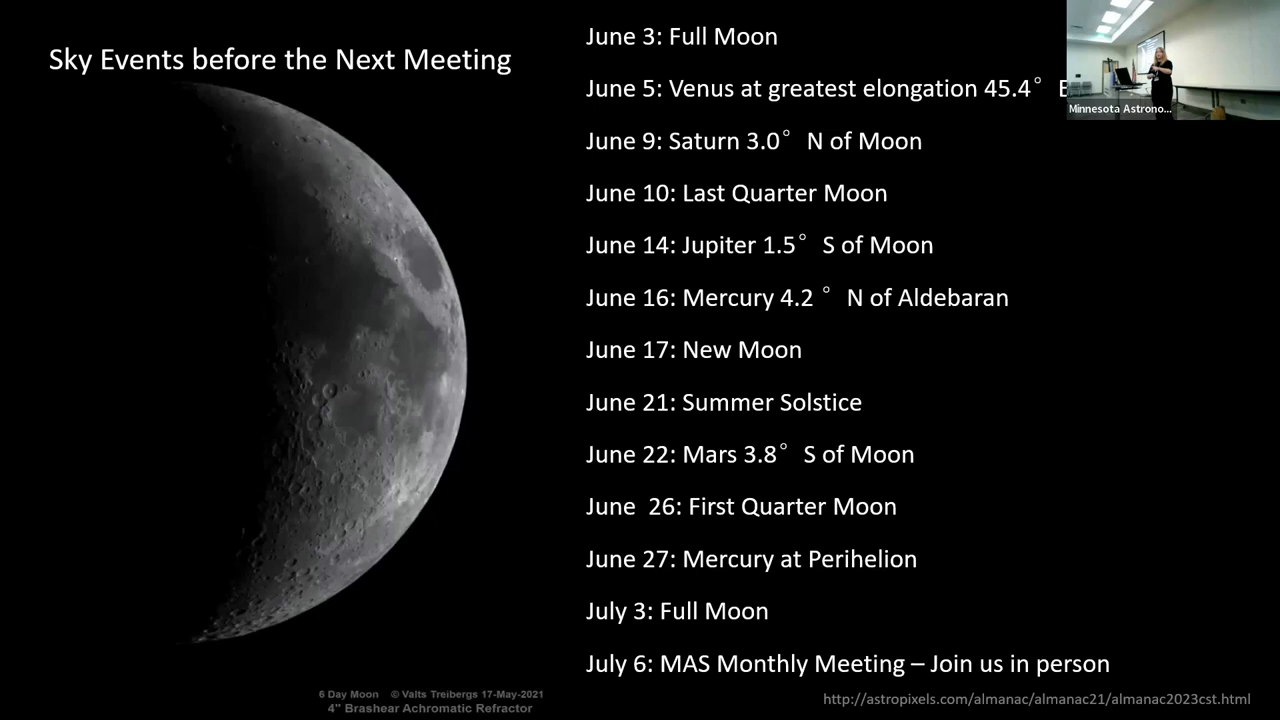 Sky Events before the Next Meeting
June 3: Full Moon
June 5: Venus at greatest elongation 45.4°
June 9: Saturn 3.0° N of Moon
June 10: Last Quarter Moon
June 14: Jupiter 1.5° S of Moon
June 16: Mercury 4.2 ° N of Aldebaran
June 17: New Moon
June 21: Summer Solstice
June 22: Mars 3.8° S of Moon
June  26: First Quarter Moon
June 27: Mercury at Perihelion
July 3: Full Moon
July 6: MAS Monthly Meeting – Join us in person
Minnesota Astrono...
6 Day Moon © Valts Treibergs 17-May-2021
4" Brashear Achromatic Refractor
http://astropixels.com/almanac/almanac21/almanac2023cst.html